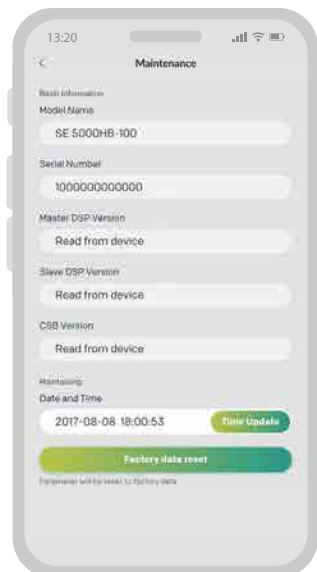 13:20
Maintenance
Basic Information
Model Name
SE 5000HB-100
Serial Number
1000000000000
Master DSP Version
Read from device
Slave DSP Version
Read from device
CSB Version
Read from device
Maintaining
Date and Time
2017-08-08 18:00:53
Time Update
Factory data reset
Parameter will be reset to factory data